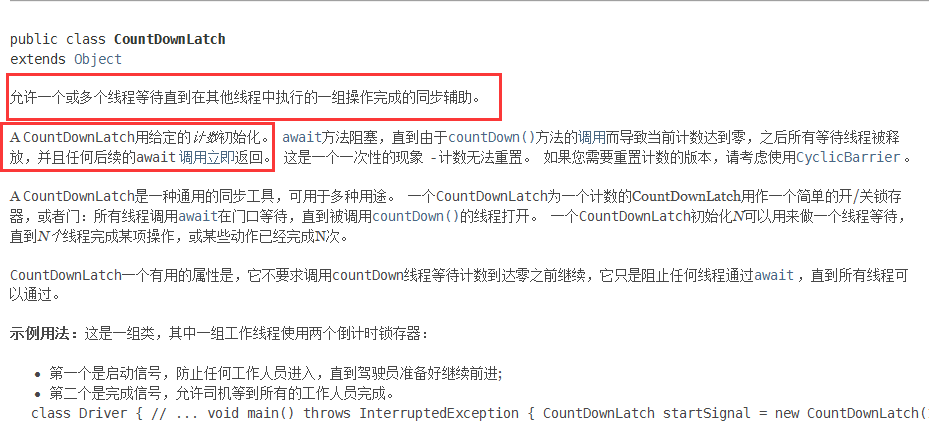 public class CountDownLatch
extends Object
允许一个或多个线程等待直到在其他线程中执行的一组操作完成的同步辅助。
A CountDownLatch用给定的计数初始化。 await方法阻塞，直到由于countDown()方法的调用而导致当前计数达到零，之后所有等待线程被释
放，并且任何后续的await 调用立即返回。 这是一个一次性的现象 -计数无法重置。 如果您需要重置计数的版本，请考虑使用CyclicBarrier 。
A CountDownLatch是一种通用的同步工具，可用于多种用途。 一个CountDownLatch为一个计数的CountDownLatch用作一个简单的开/关锁存
器，或者门：所有线程调用await在门口等待，直到被调用countDown()的线程打开。 一个CountDownLatch初始化N可以用来做一个线程等待，
直到N个线程完成某项操作，或某些动作已经完成N次。
CountDownLatch一个有用的属性是，它不要求调用countDown线程等待计数到达零之前继续，它只是阻止任何线程通过await ，直到所有线程可
以通过。
示例用法：这是一组类，其中一组工作线程使用两个倒计时锁存器：
• 第一个是启动信号，防止任何工作人员进入，直到驾驶员准备好继续前进;
• 第二个是完成信号，允许司机等到所有的工作人员完成。
class Driver { // ... void main() throws InterruptedException { CountDownLatch startSignal = new CountDownLatch(